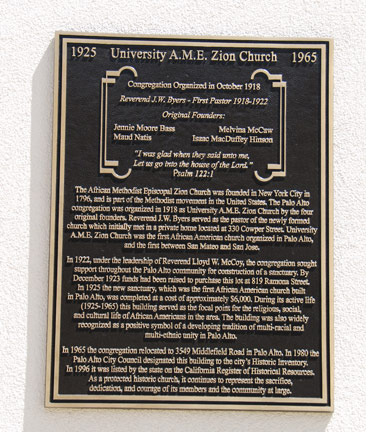 1925 University A.M.E. Zion Church 1965
Congregation Organized in October 1918
Reverend J.W. Byers - First Pastor 1918-1922
Original Founders:
Jennie Moore Bass Melvina McCaw
Maud Natis Isaac MacDuffey Hinson
"I was glad when they said unto me,
Let us go into the house of the Lord."
Psalm 122:1
The African Methodist Episcopal Zion Church was founded in New York City in
1796, and is part of the Methodist movement in the United States. The Palo Alto
congregation was organized in 1918 as University A.M.E. Zion Church by the four
original founders. Reverend J.W. Byers served as the pastor of the newly formed
church which initially met in a private home located at 330 Cowper Street. University
A.M.E. Zion Church was the first African American church organized in Palo Alto,
and the first between San Mateo and San Jose.
In 1922, under the leadership of Reverend Lloyd W. McCoy, the congregation sought
support throughout the Palo Alto community for construction of a sanctuary. By
December 1923 funds had been raised to purchase this lot at 819 Ramona Street.
In 1925 the new sanctuary, which was the first African American church built
in Palo Alto, was completed at a cost of approximately $6,000. During its active life
(1925-1965) this building served as the focal point for the religious, social,
and cultural life of African Americans in the area. The building was also widely
recognized as a positive symbol of a developing tradition of multi-racial and
multi-ethnic unity in Palo Alto.
In 1965 the congregation relocated to 3549 Middlefield Road in Palo Alto. In 1980 the
Palo Alto City Council designated this building to the city's Historic Inventory.
In 1996 it was listed by the state on the California Register of Historical Resources.
As a protected historic church, it continues to represent the sacrifice,
dedication, and courage of its members and the community at large.